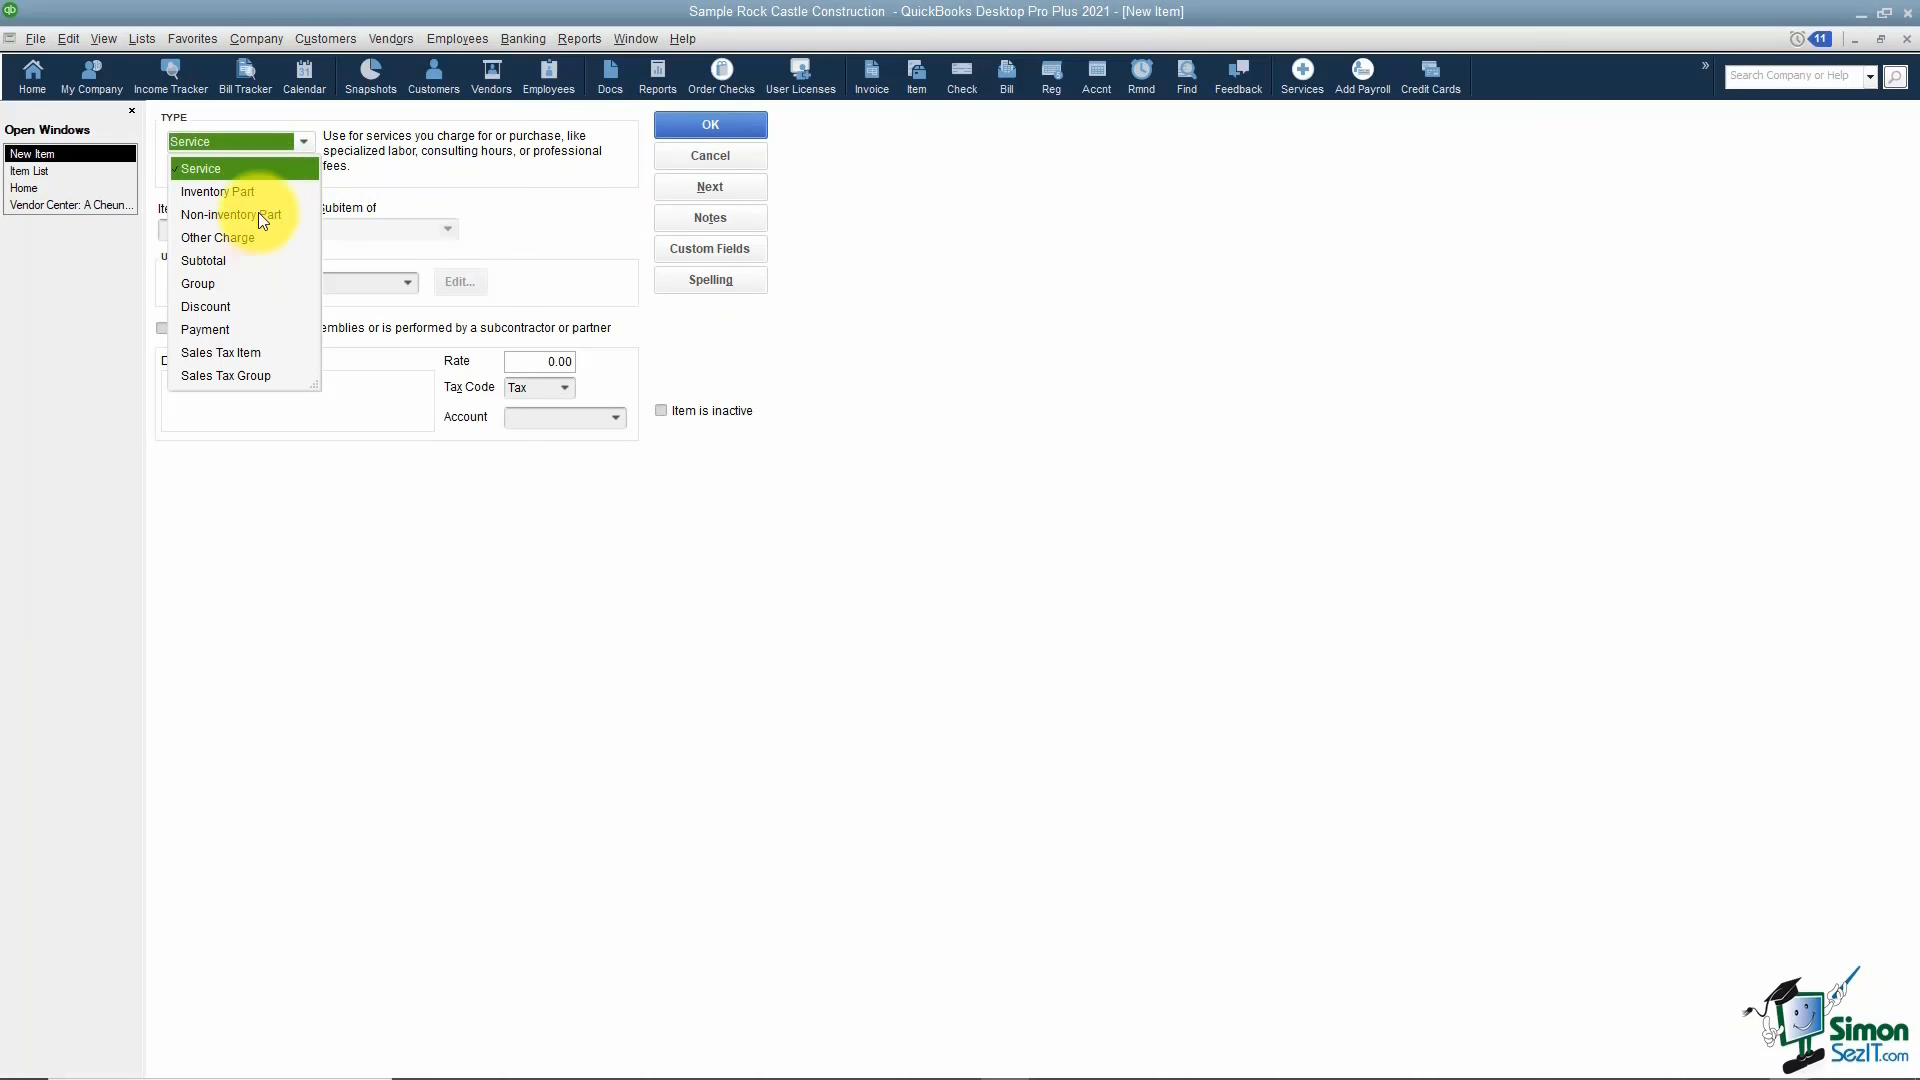 qb
Sample Rock Castle Construction - QuickBooks Desktop Pro Plus 2021 - [New Item]
File Edit View Lists Favorites Company Customers Vendors Employees Banking Reports Window Help
11
Home My Company Income Tracker Bill Tracker Calendar Snapshots Customers Vendors Employees Docs Reports Order Checks User Licenses Invoice Item Check Bill Reg Accnt Rmnd Find Feedback Services Add Payroll Credit Cards
» Search Company or Help
Open Windows
New Item
Item List
Home
Vendor Center: A Cheun...
TYPE
Service
Use for services you charge for or purchase, like
specialized labor, consulting hours, or professional
fees.
Service
Inventory Part
Non-inventory Part
Other Charge
Subtotal
Group
Discount
Payment
Sales Tax Item
Sales Tax Group
ubitem of
Edit...
emblies or is performed by a subcontractor or partner
Rate 0.00
Tax Code Tax
Account
OK
Cancel
Next
Notes
Custom Fields
Spelling
Item is inactive
Simon
SezIT.com